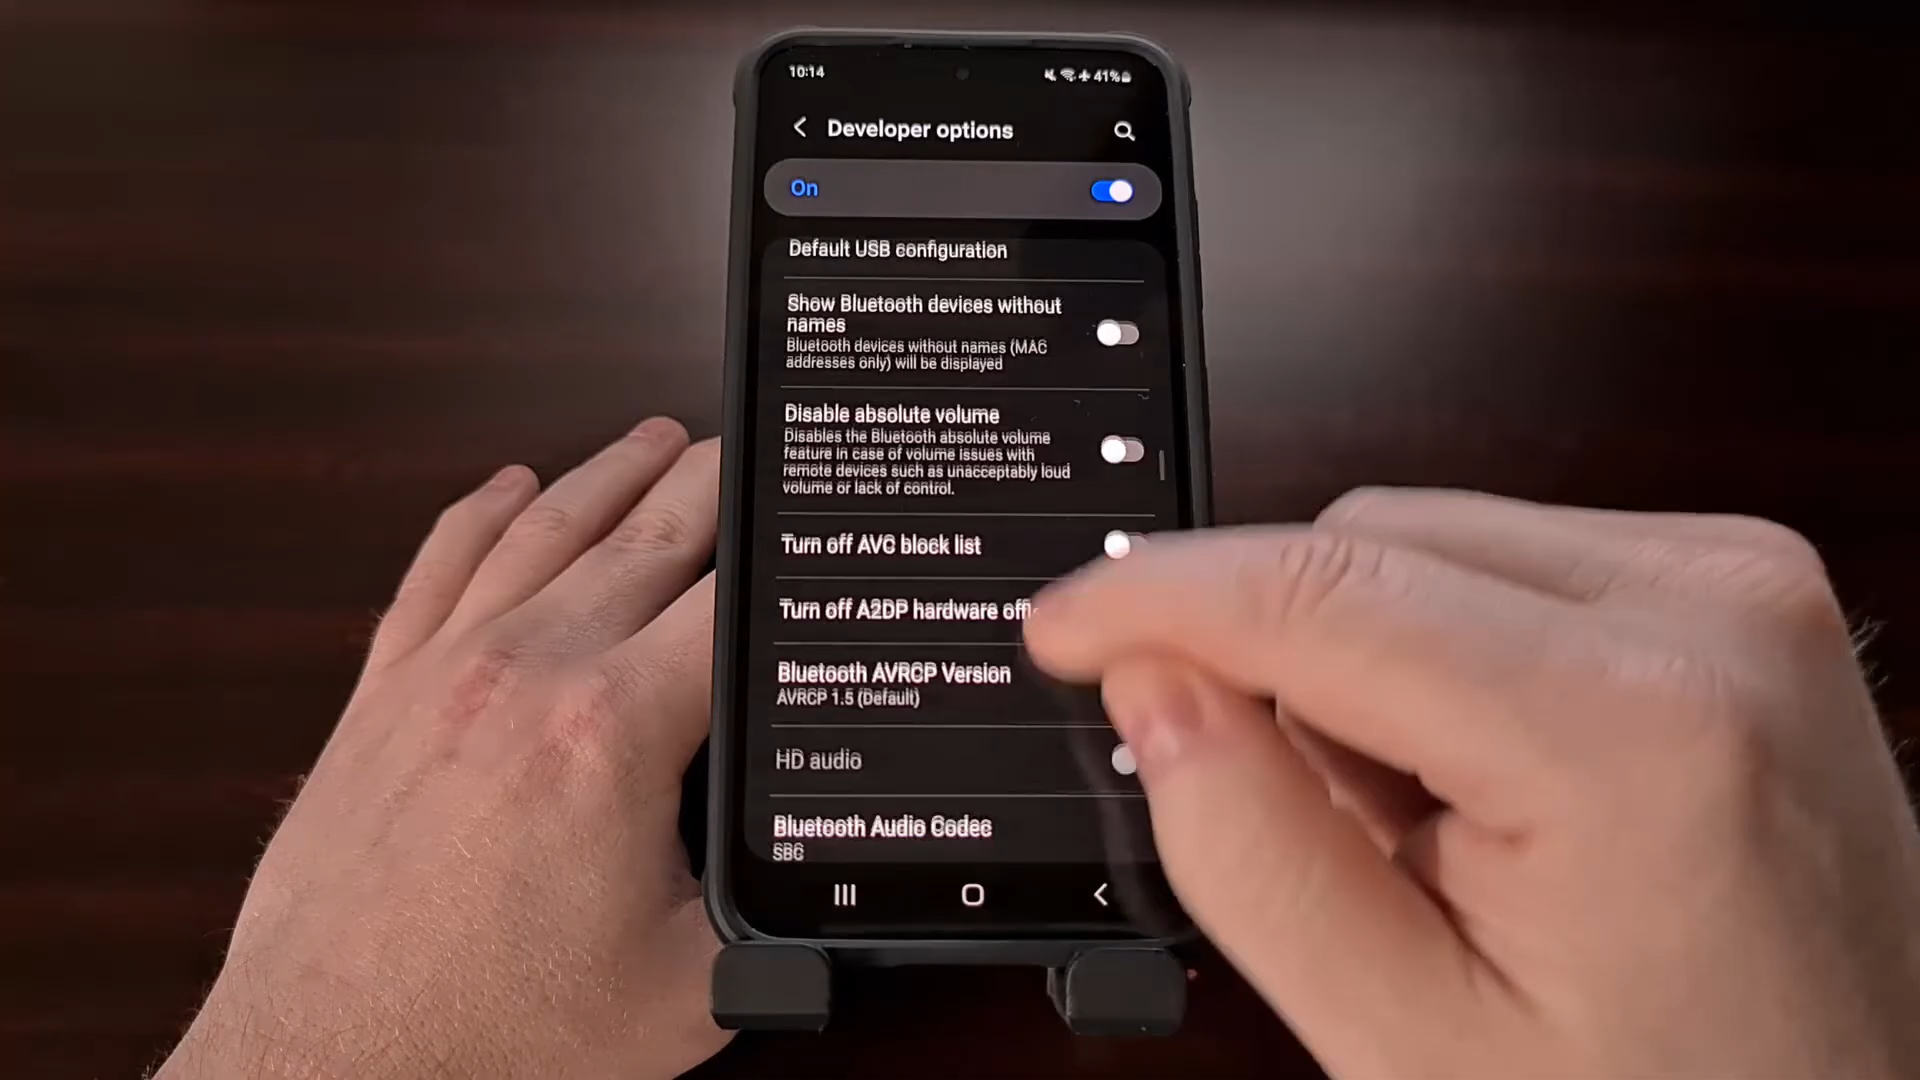 10:14
41%
Developer options
On
Default USB configuration
Show Bluetooth devices without
names
Bluetooth devices without names (MAC
addresses only) will be displayed
Disable absolute volume
Disables the Bluetooth absolute volume
feature in case of volume issues with
remote devices such as unacceptably loud
volume or lack of control.
Turn off AVC block list
Turn off A2DP hardware
Bluetooth AVRCP Version
AVRCP 1.5 (Default)
HD audio
Bluetooth Audio Codec
SBC